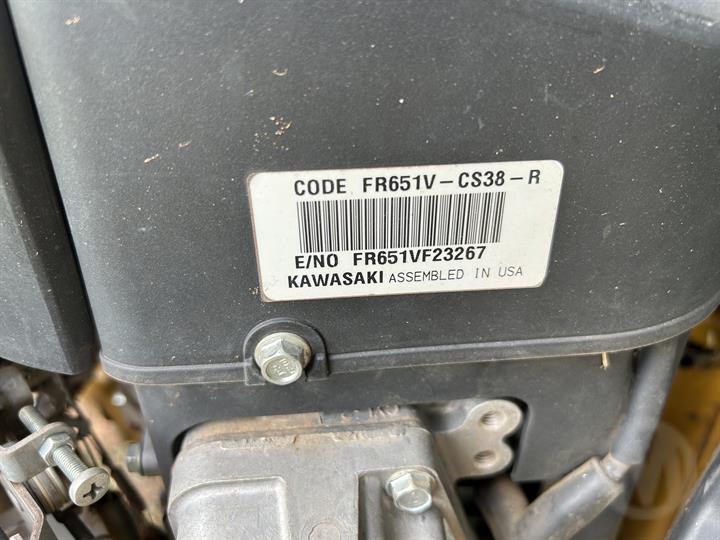 CODE FR651V-CS38-R
E/NO FR651VF23267
KAWASAKI ASSEMBLED IN USA